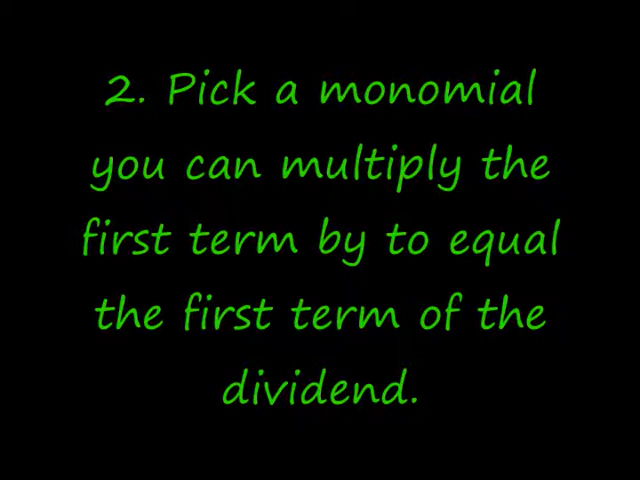 2. Pick a monomial
you can multiply the
first term by to equal
the first term of the
dividend.